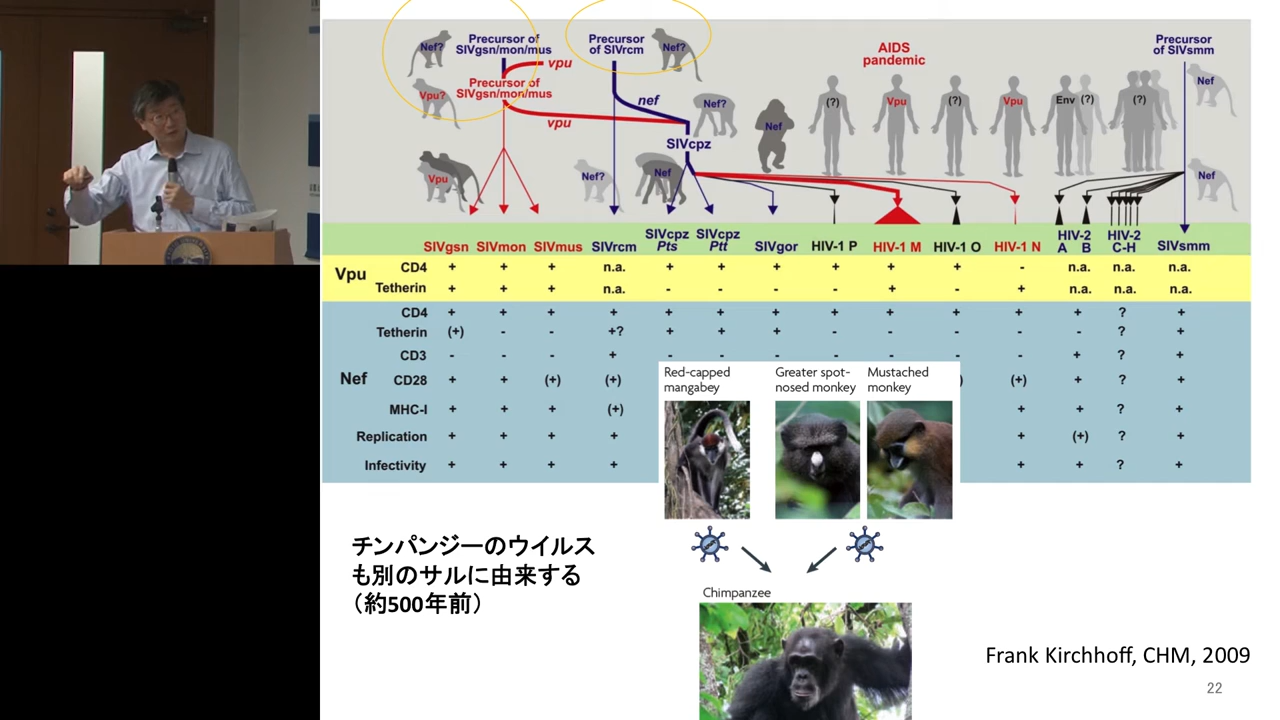 Nef?
Precursor of
SIVgsn/mon/mus
vpu
Vpu?
Precursor of
SIVgsn/mon/mus
vpu
Precursor
of SIVrcm
Nef?
nef
Nef?
SIVcpz
AIDS
pandemic
Nef
(?)
Vpu
(?)
Vpu
Env
(?)
(?)
Precursor
of SIVsmm
Nef
Vpu
Nef?
Nef
Nef
SIVgsn SIVmon SIVmus SIVrcm SIVcpz Pts SIVcpz Ptt SIVgor HIV-1 P HIV-1 M HIV-1 O HIV-1 N HIV-2 A B HIV-2 C-H SIVsmm
Vpu
CD4 + + + n.a. + + + + + + - n.a. n.a. n.a.
Tetherin + + + n.a. - - - - + - + n.a. n.a. n.a.
Nef
CD4 + + + + + + + + + + + + ? +
Tetherin (+) - - +? + + + - - - - - ? +
CD3 - - - + - - - - - - - + ? +
CD28 + + (+) (+) ) (+) + ? +
MHC-I + + + (+) + + ? +
Replication + + + + + (+) ? +
Infectivity + + + + + + ? +
Red-capped
mangabey
Greater spot-
nosed monkey
Mustached
monkey
チンパンジーのウイルス
も別のサルに由来する
（約500年前）
Chimpanzee
Frank Kirchhoff, CHM, 2009
22